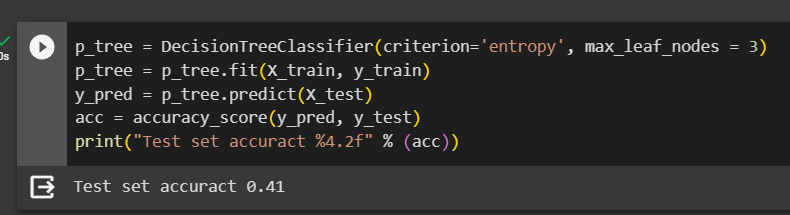 p_tree = DecisionTreeClassifier(criterion='entropy', max_leaf_nodes = 3)
p_tree = p_tree.fit(X_train, y_train)
0s
y_pred = p_tree.predict(X_test)
acc = accuracy_score(y_pred, y_test)
print("Test set accuract %4.2f" % (acc))
Test set accuract 0.41